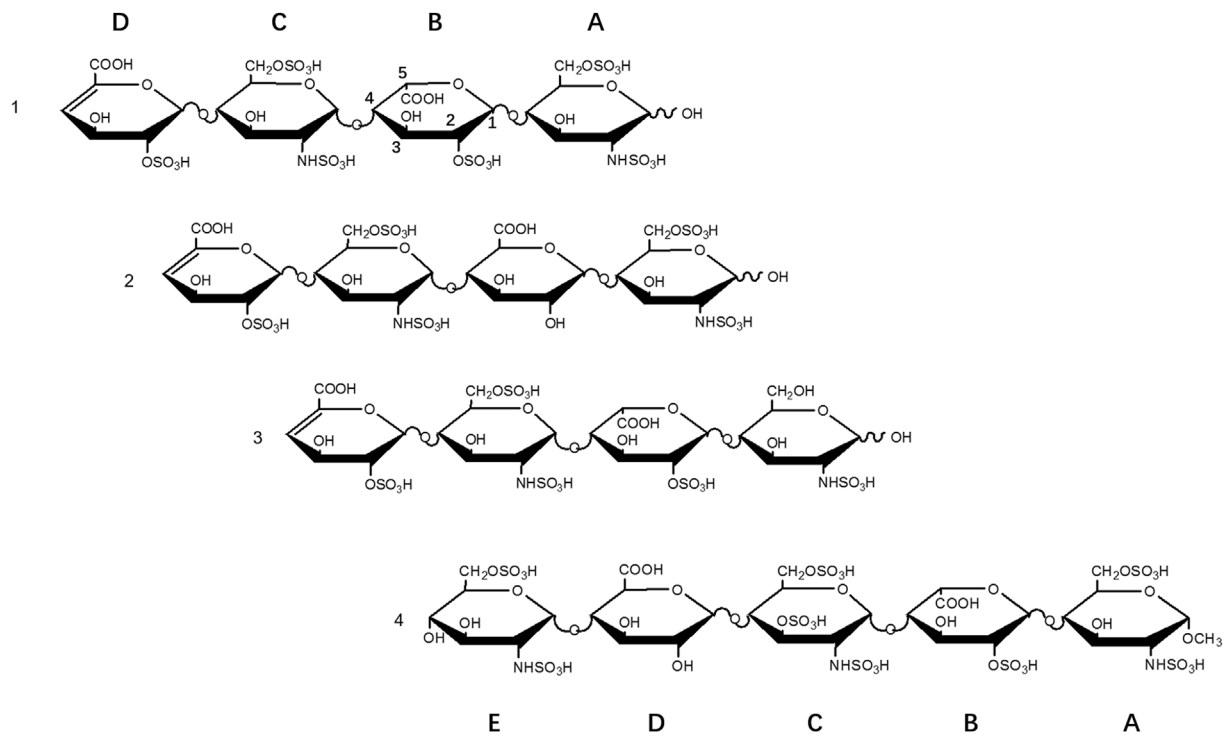 D C B A
1
COOH O OH OSO₃H O CH₂OSO₃H O OH NHSO₃H O 5 4 COOH OH 3 2 1 O OSO₃H O CH₂OSO₃H O OH NHSO₃H OH
2
COOH O OH OSO₃H O CH₂OSO₃H O OH NHSO₃H O COOH O OH OH O CH₂OSO₃H O OH NHSO₃H OH
3
COOH O OH OSO₃H O CH₂OSO₃H O OH NHSO₃H O COOH O OH OSO₃H O CH₂OH O OH NHSO₃H OH
4
CH₂OSO₃H O OH OH NHSO₃H O COOH O OH OH O CH₂OSO₃H O OSO₃H NHSO₃H O COOH O OH OSO₃H O CH₂OSO₃H O OH NHSO₃H OCH₃
E D C B A